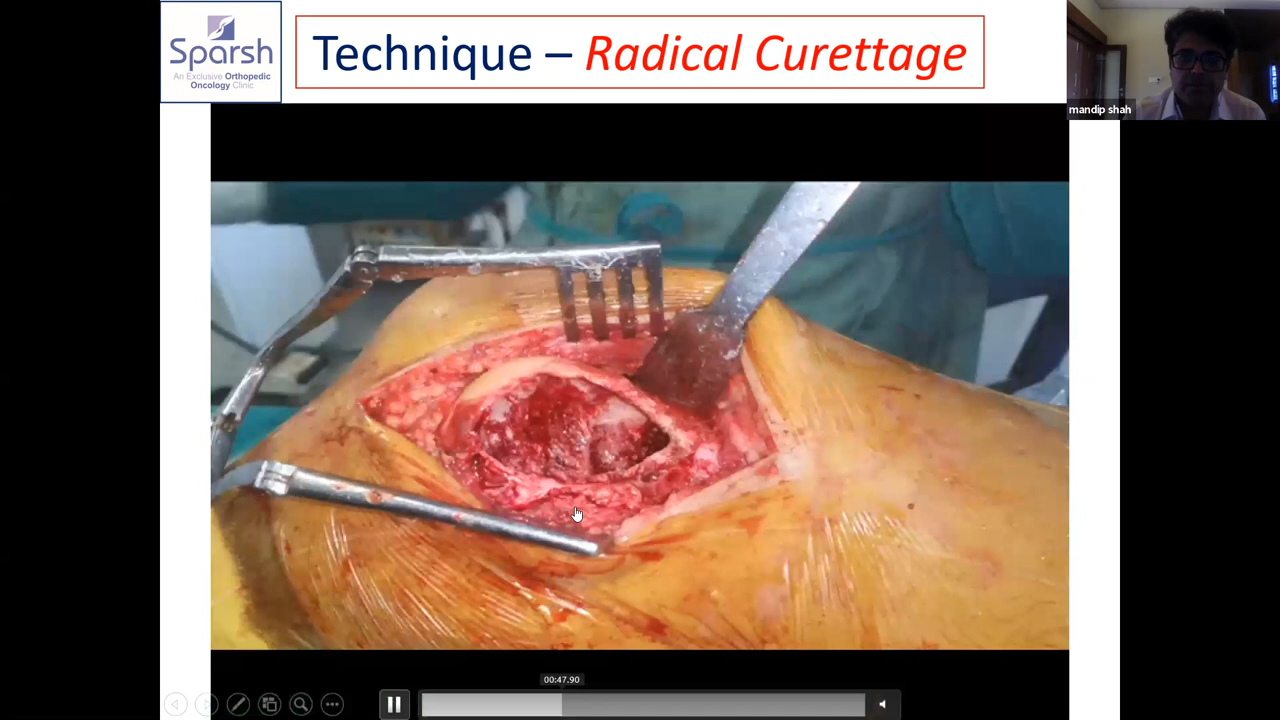 Sparsh
An Exclusive Orthopedic
Oncology Clinic
Technique – Radical Curettage
mandip shah
00:47.90